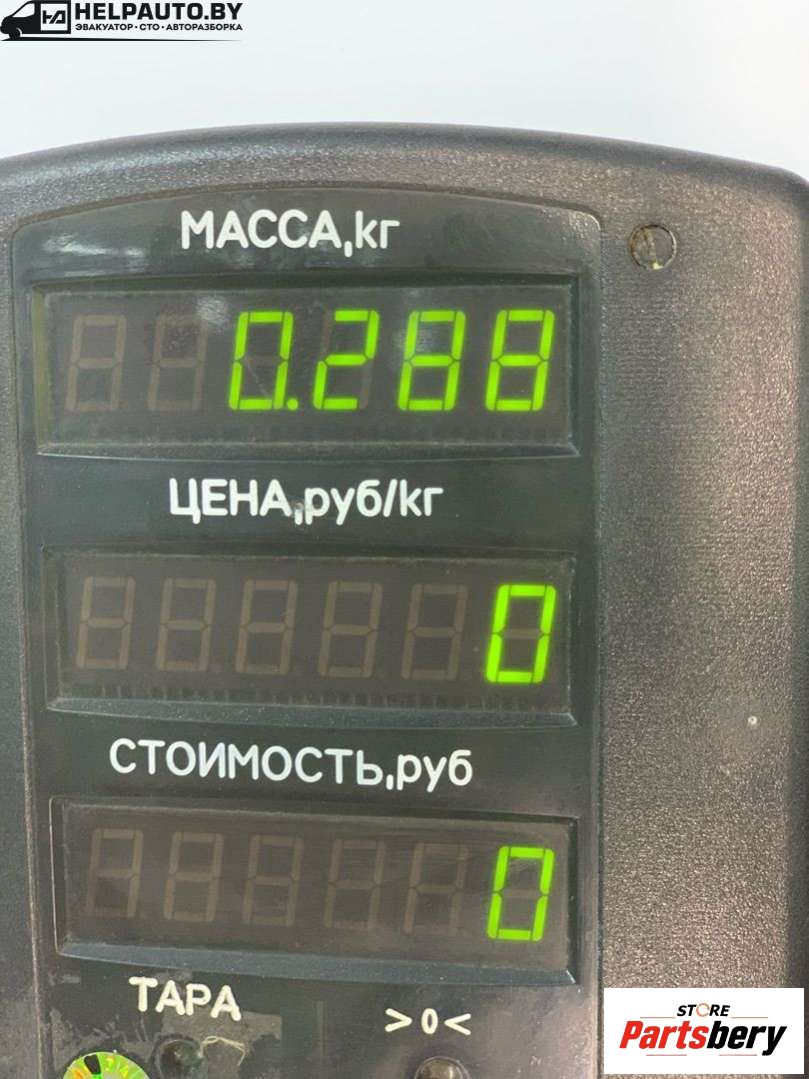 HELPAUTO.BY
ЭВАКУАТОР • СТО • АВТОРАЗБОРКА
МАССА,кг
0.288
ЦЕНА,руб/кг
0
СТОИМОСТЬ,руб
0
ТАРА
>0<
STORE
Partsbery